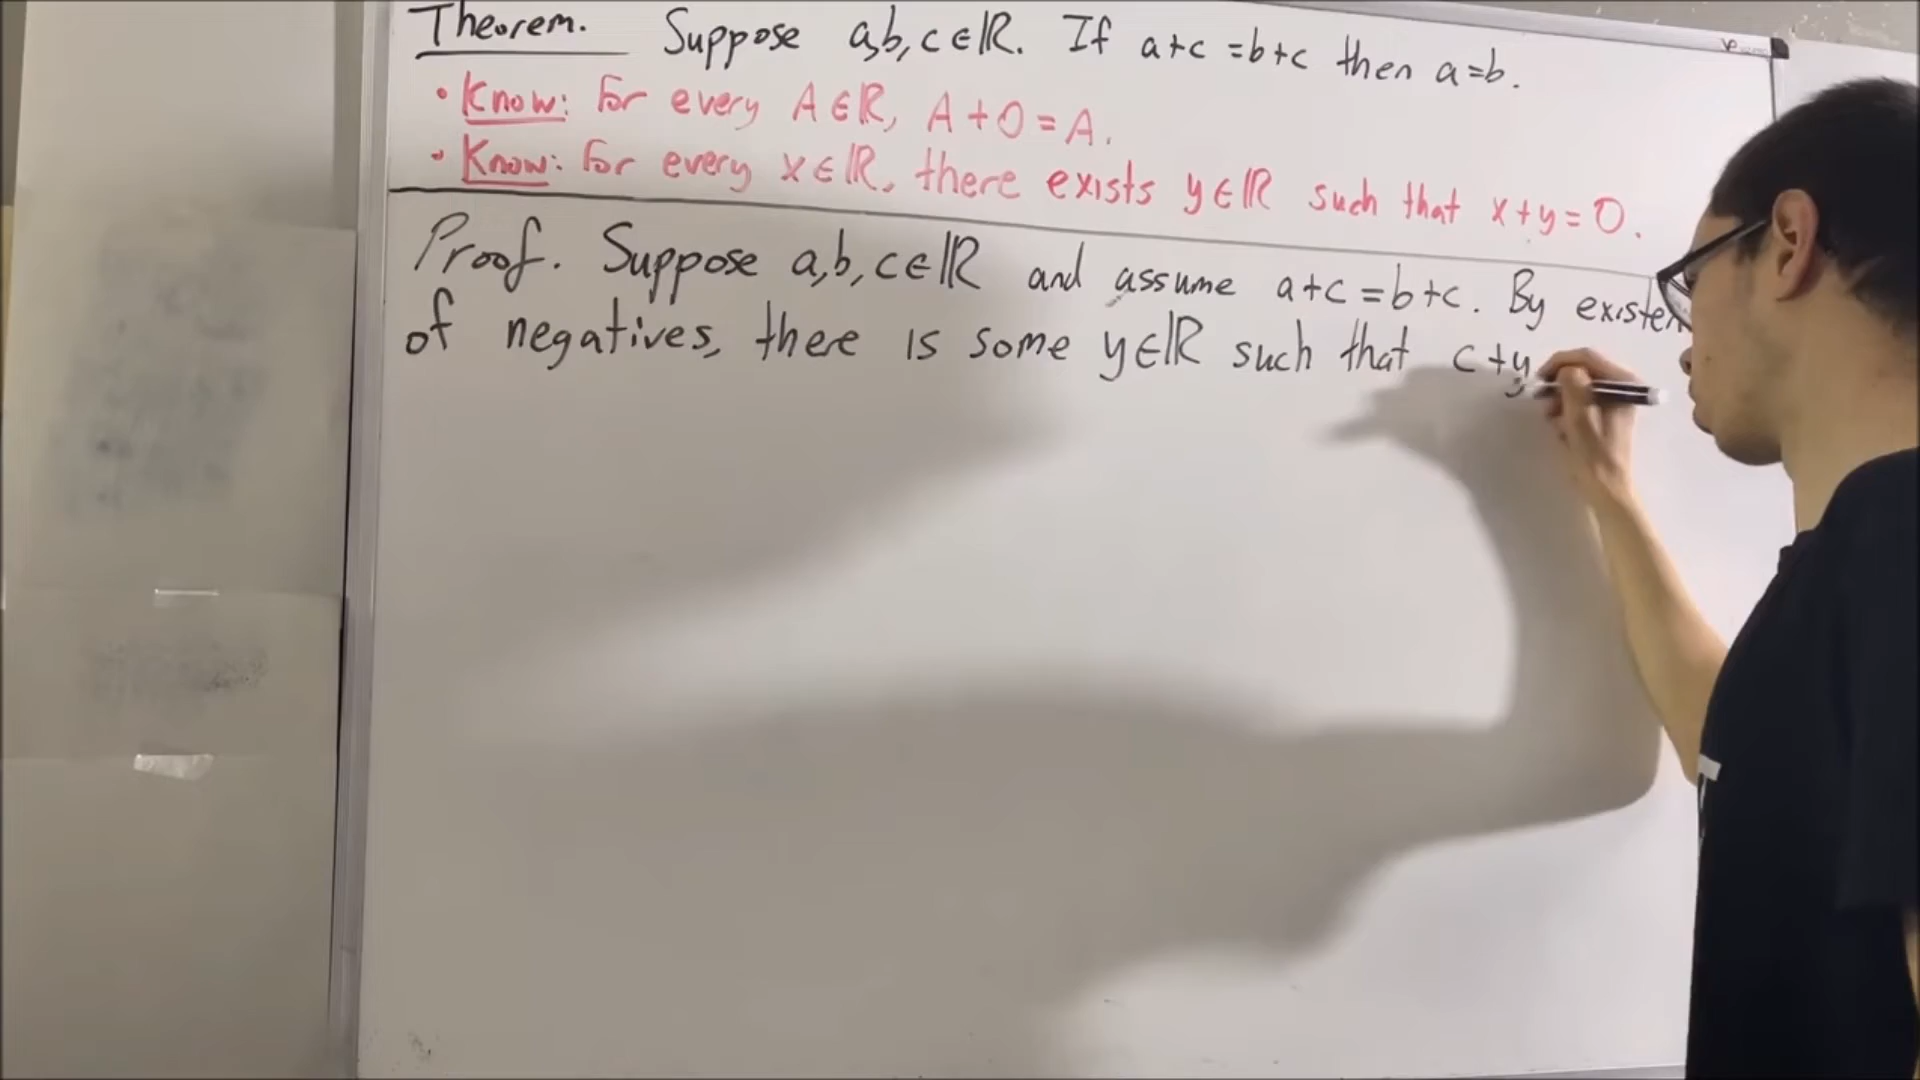 Theorem. Suppose a,b,c∈ℝ. If a+c=b+c then a=b.
• Know: For every A∈ℝ, A+0=A.
• Know: For every x∈ℝ, there exists y∈ℝ such that x+y=0.
Proof. Suppose a,b,c∈ℝ and assume a+c=b+c. By
of negatives, there is some y∈ℝ such that c+y